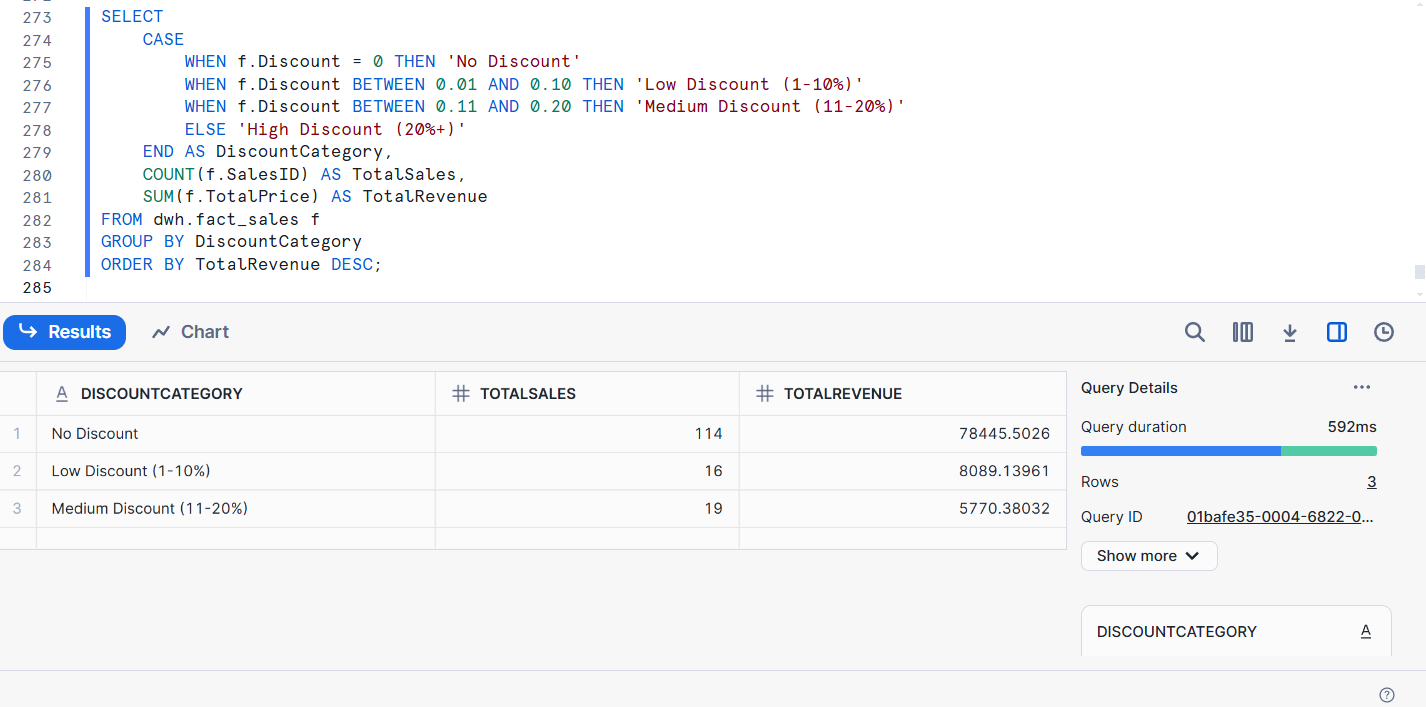 273 SELECT
274 CASE
275 WHEN f.Discount = 0 THEN 'No Discount'
276 WHEN f.Discount BETWEEN 0.01 AND 0.10 THEN 'Low Discount (1-10%)'
277 WHEN f.Discount BETWEEN 0.11 AND 0.20 THEN 'Medium Discount (11-20%)'
278 ELSE 'High Discount (20%+)'
279 END AS DiscountCategory,
280 COUNT(f.SalesID) AS TotalSales,
281 SUM(f.TotalPrice) AS TotalRevenue
282 FROM dwh.fact_sales f
283 GROUP BY DiscountCategory
284 ORDER BY TotalRevenue DESC;
285
Results Chart
A DISCOUNTCATEGORY # TOTALSALES # TOTALREVENUE
1 No Discount 114 78445.5026
2 Low Discount (1-10%) 16 8089.13961
3 Medium Discount (11-20%) 19 5770.38032
Query Details ...
Query duration 592ms
Rows 3
Query ID 01bafe35-0004-6822-0...
Show more
DISCOUNTCATEGORY A
?